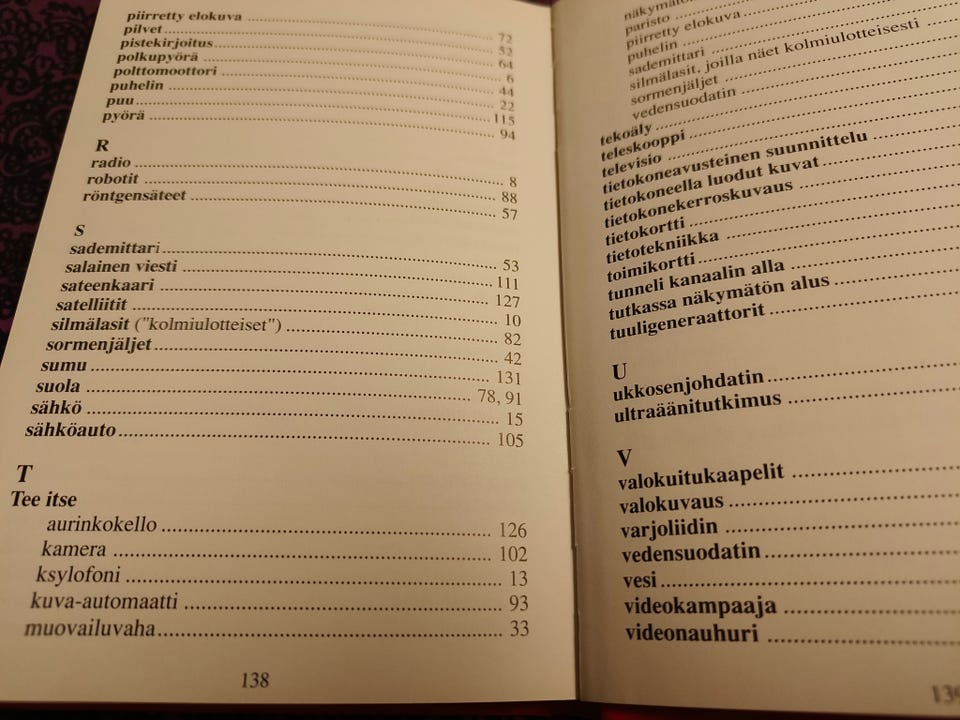 piirretty elokuva ........ 72
pilvet ........ 52
pistekirjoitus ........ 64
polkupyörä ........ 6
polttomoottori ........ 44
puhelin ........ 22
puu ........ 115
pyörä ........ 94
R
radio ........ 8
robotit ........ 88
röntgensäteet ........ 57
S
sademittari ........ 53
salainen viesti ........ 111
sateenkaari ........ 127
satelliitit ........ 10
silmälasit ("kolmiulotteiset") ........ 82
sormenjäljet ........ 42
sumu ........ 131
suola ........ 78, 91
sähkö ........ 15
sähköauto ........ 105
T
Tee itse
aurinkokello ........ 126
kamera ........ 102
ksylofoni ........ 13
kuva-automaatti ........ 93
muovailuvaha ........ 33
138
paristo ........
piirretty elokuva ........
puhelin ........
sademittari ........
silmälasit, joilla näet kolmiulotteisesti ........
sormenjäljet ........
vedensuodatin ........
tekoäly ........
teleskooppi ........
televisio ........
tietokoneavusteinen suunnittelu ........
tietokoneella luodut kuvat ........
tietokonekerroskuvaus ........
tietokortti ........
tietotekniikka ........
toimikortti ........
tunneli kanaalin alla ........
tutkassa näkymätön alus ........
tuuligeneraattorit ........
U
ukkosenjohdatin ........
ultraäänitutkimus ........
V
valokuitukaapelit ........
valokuvaus ........
varjoliidin ........
vedensuodatin ........
vesi ........
videokampaaja ........
videonauhuri ........